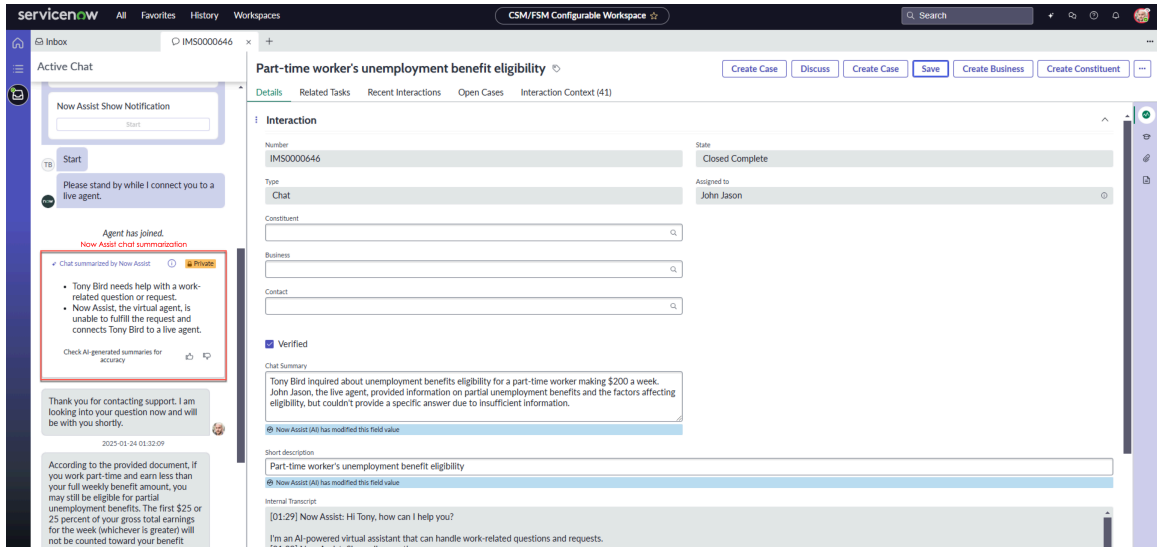 servicenow All Favorites History Workspaces CSM/FSM Configurable Workspace ☆ Search
Inbox IMS0000646 × +
Active Chat
Now Assist Show Notification
Start
TB Start
Please stand by while I connect you to a
live agent.
now
Agent has joined.
Now Assist chat summarization
Chat summarized by Now Assist Private
• Tony Bird needs help with a work-
related question or request.
• Now Assist, the virtual agent, is
unable to fulfill the request and
connects Tony Bird to a live agent.
Check AI-generated summaries for
accuracy
Thank you for contacting support. I am
looking into your question now and will
be with you shortly.
2025-01-24 01:32:09
According to the provided document, if
you work part-time and earn less than
your full weekly benefit amount, you
may still be eligible for partial
unemployment benefits. The first $25 or
25 percent of your gross total earnings
for the week (whichever is greater) will
not be counted toward your benefit
Part-time worker's unemployment benefit eligibility
Create Case Discuss Create Case Save Create Business Create Constituent
Details Related Tasks Recent Interactions Open Cases Interaction Context (41)
Interaction
Number
IMS0000646
State
Closed Complete
Type
Chat
Assigned to
John Jason
Constituent
Business
Contact
Verified
Chat Summary
Tony Bird inquired about unemployment benefits eligibility for a part-time worker making $200 a week.
John Jason, the live agent, provided information on partial unemployment benefits and the factors affecting
eligibility, but couldn't provide a specific answer due to insufficient information.
Now Assist (AI) has modified this field value
Short description
Part-time worker's unemployment benefit eligibility
Now Assist (AI) has modified this field value
Internal Transcript
[01:29] Now Assist: Hi Tony, how can I help you?
I'm an AI-powered virtual assistant that can handle work-related questions and requests.